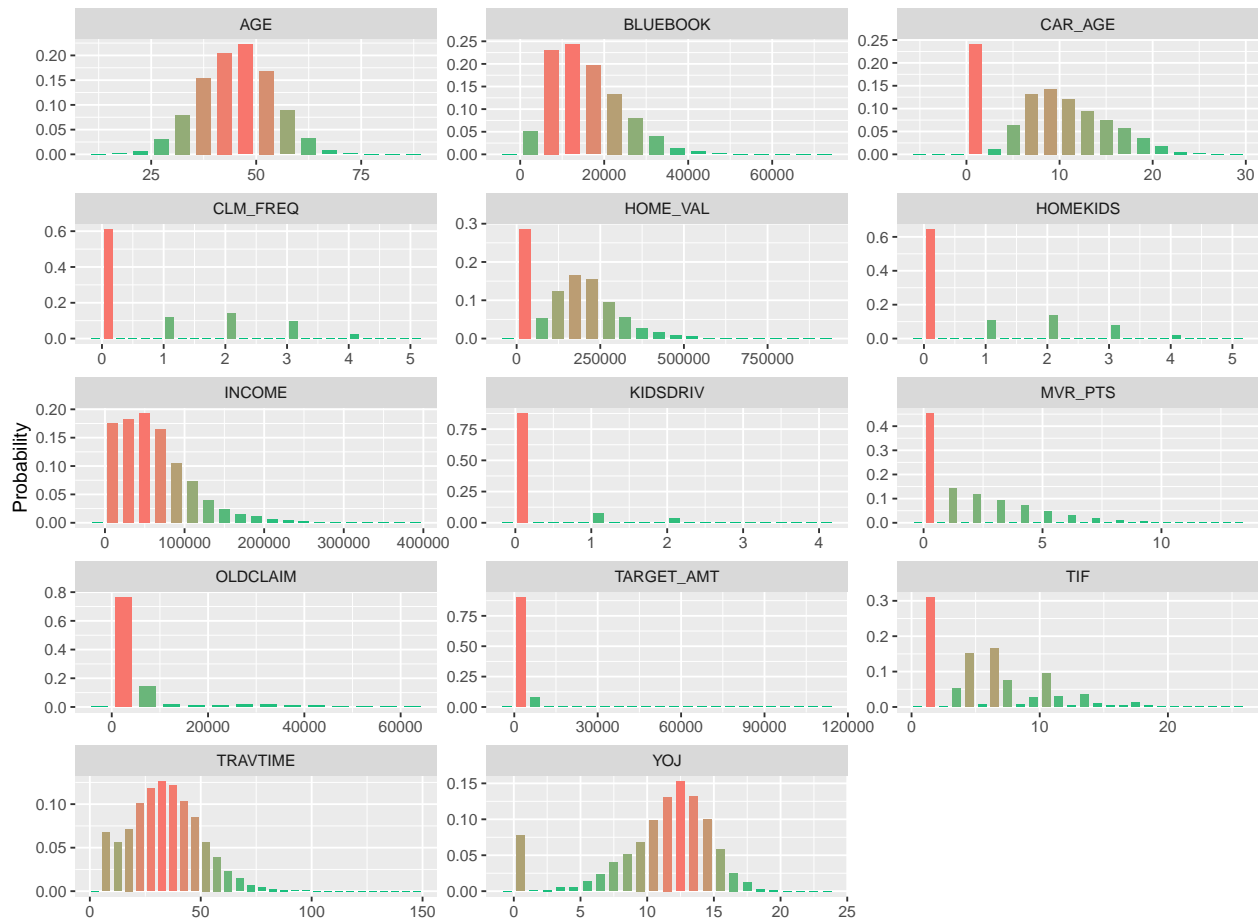 AGE BLUEBOOK CAR_AGE
0.20 0.25 0.25
0.15 0.20 0.20
0.10 0.15 0.15
0.05 0.10 0.10
0.00 0.05 0.05
0.00 0.00
25 50 75 0 20000 40000 60000 0 10 20 30
CLM_FREQ HOME_VAL HOMEKIDS
0.6 0.3 0.6
0.4 0.2 0.4
0.2 0.1 0.2
0.0 0.0 0.0
0 1 2 3 4 5 0 250000 500000 750000 0 1 2 3 4 5
INCOME KIDSDRIV MVR_PTS
0.20 0.75 0.4
0.15 0.50 0.3
0.10 0.25 0.2
0.05 0.00 0.1
0.00 0.0
0 100000 200000 300000 400000 0 1 2 3 4 0 5 10
Probability
OLDCLAIM TARGET_AMT TIF
0.8 0.75 0.3
0.6 0.50 0.2
0.4 0.25 0.1
0.2 0.00 0.0
0.0
0 20000 40000 60000 0 30000 60000 90000 120000 0 10 20
TRAVTIME YOJ
0.10 0.15
0.05 0.10
0.00 0.05
0.00
0 50 100 150 0 5 10 15 20 25